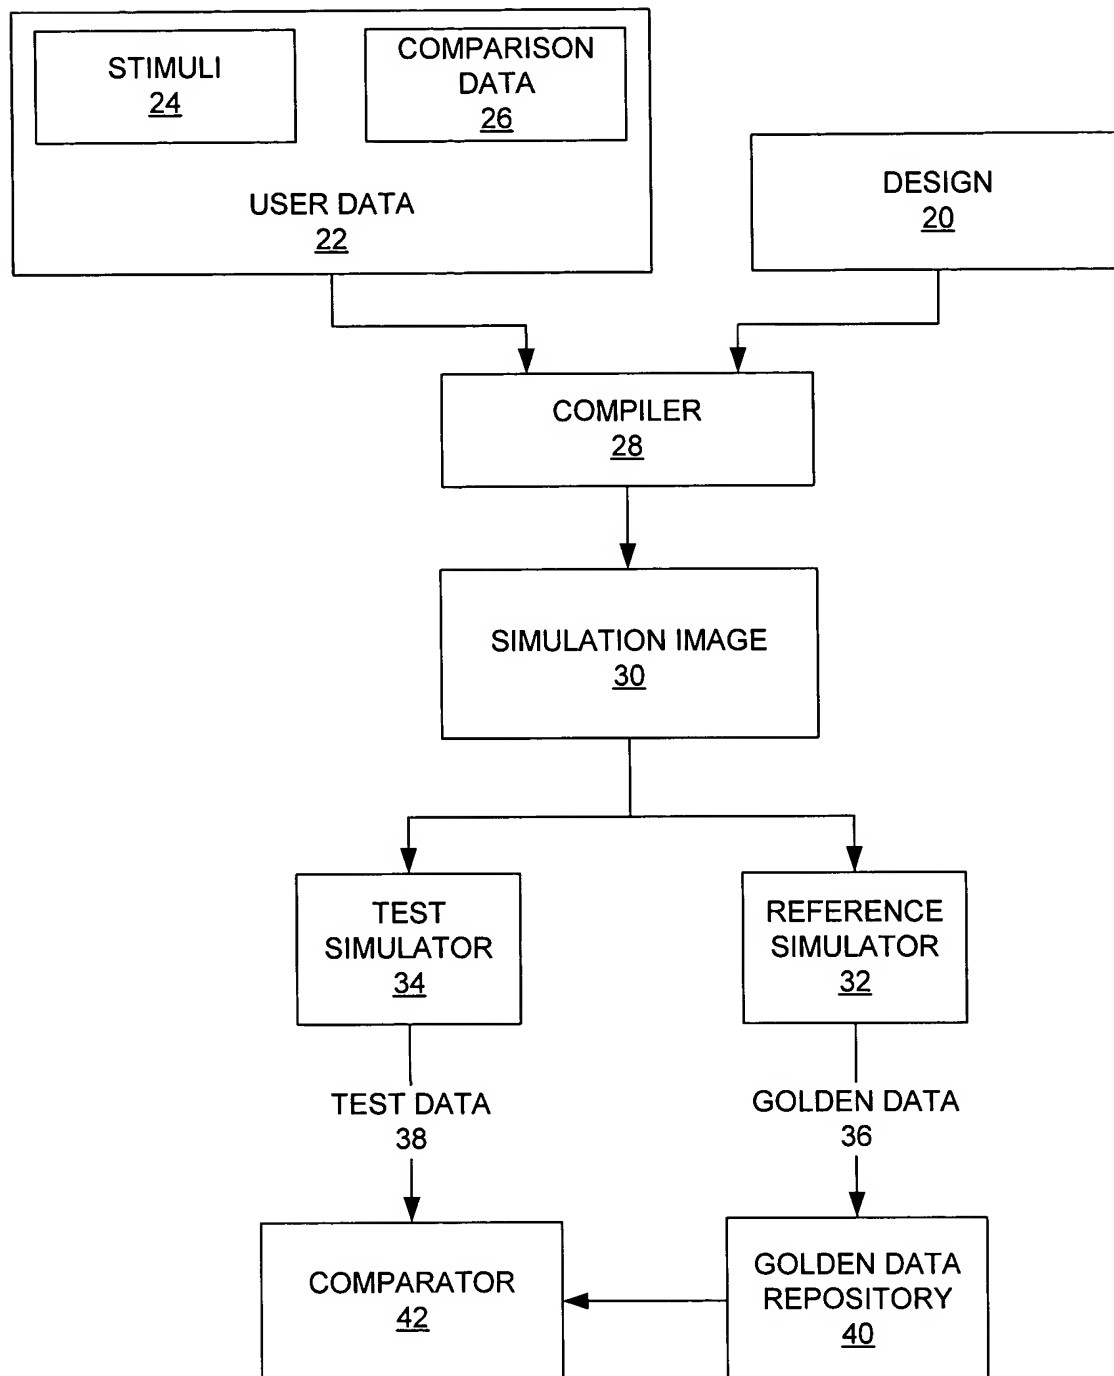 STIMULI
24
COMPARISON
DATA
26
USER DATA
22
DESIGN
20
COMPILER
28
SIMULATION IMAGE
30
TEST
SIMULATOR
34
REFERENCE
SIMULATOR
32
TEST DATA
38
GOLDEN DATA
36
COMPARATOR
42
GOLDEN DATA
REPOSITORY
40